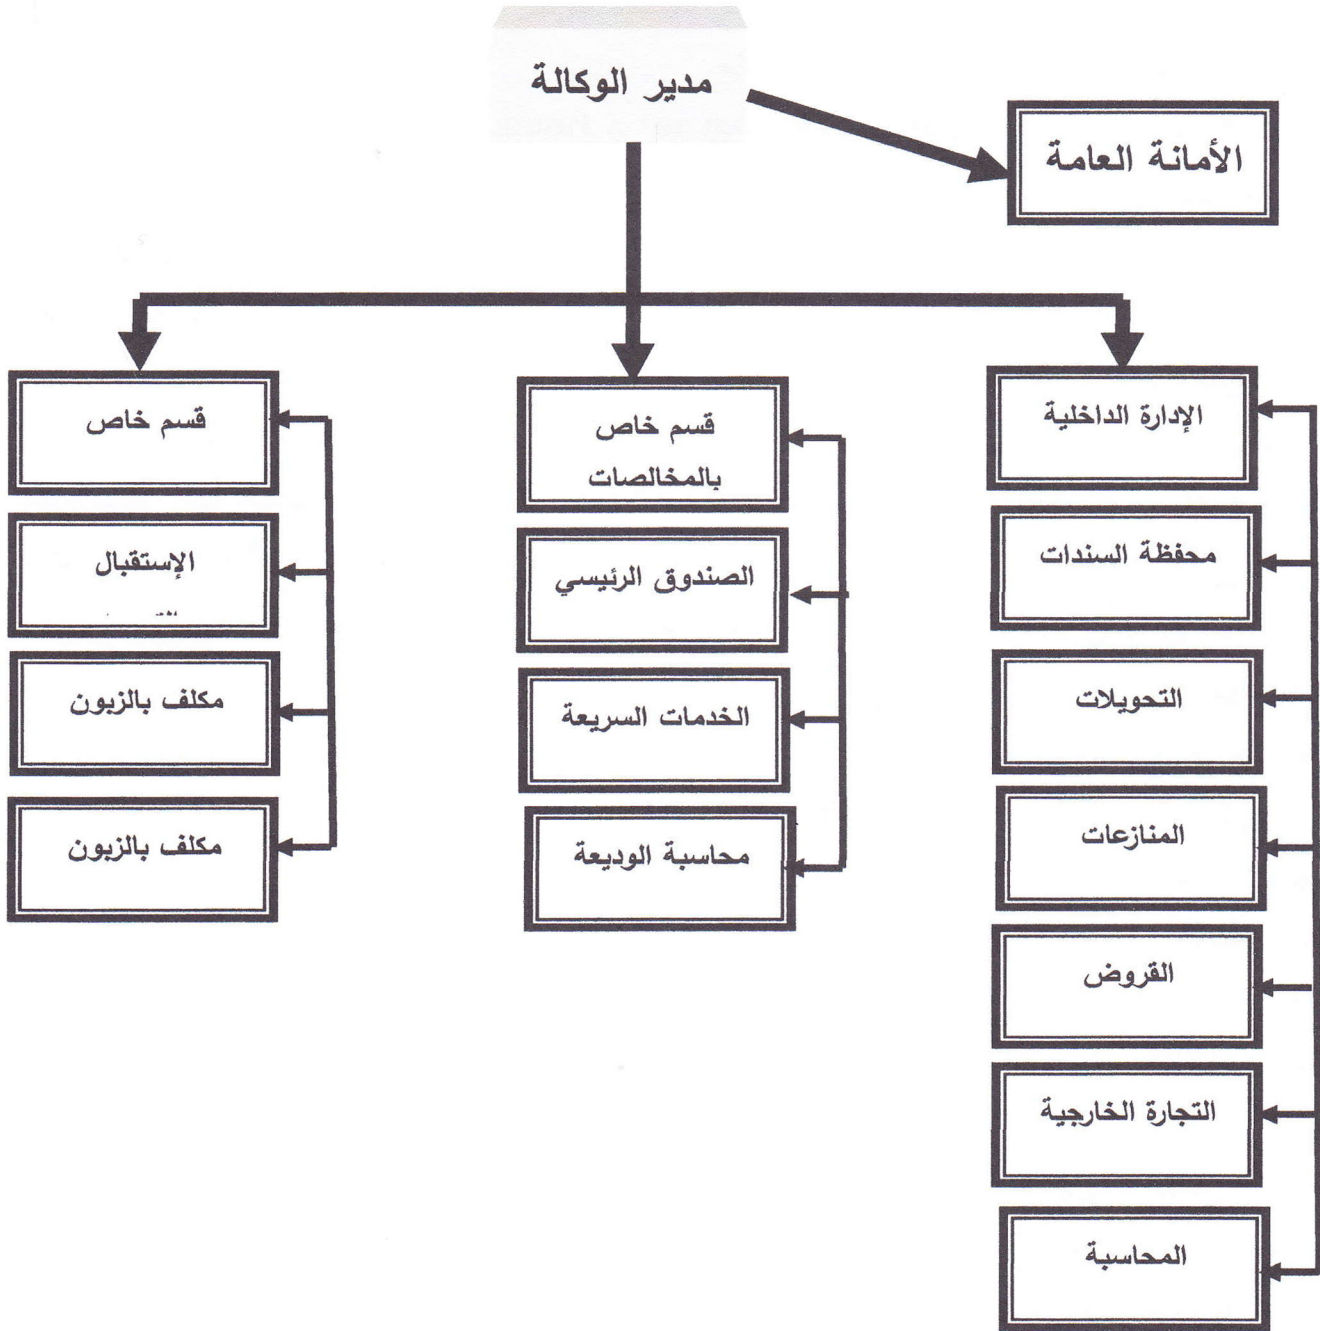 مدير الوكالة
الأمانة العامة
الإدارة الداخلية
محفظة السندات
التحويلات
المنازعات
القروض
التجارة الخارجية
المحاسبة
قسم خاص
بالمخالصات
الصندوق الرئيسي
الخدمات السريعة
محاسبة الوديعة
قسم خاص
الإستقبال
مكلف بالزبون
مكلف بالزبون